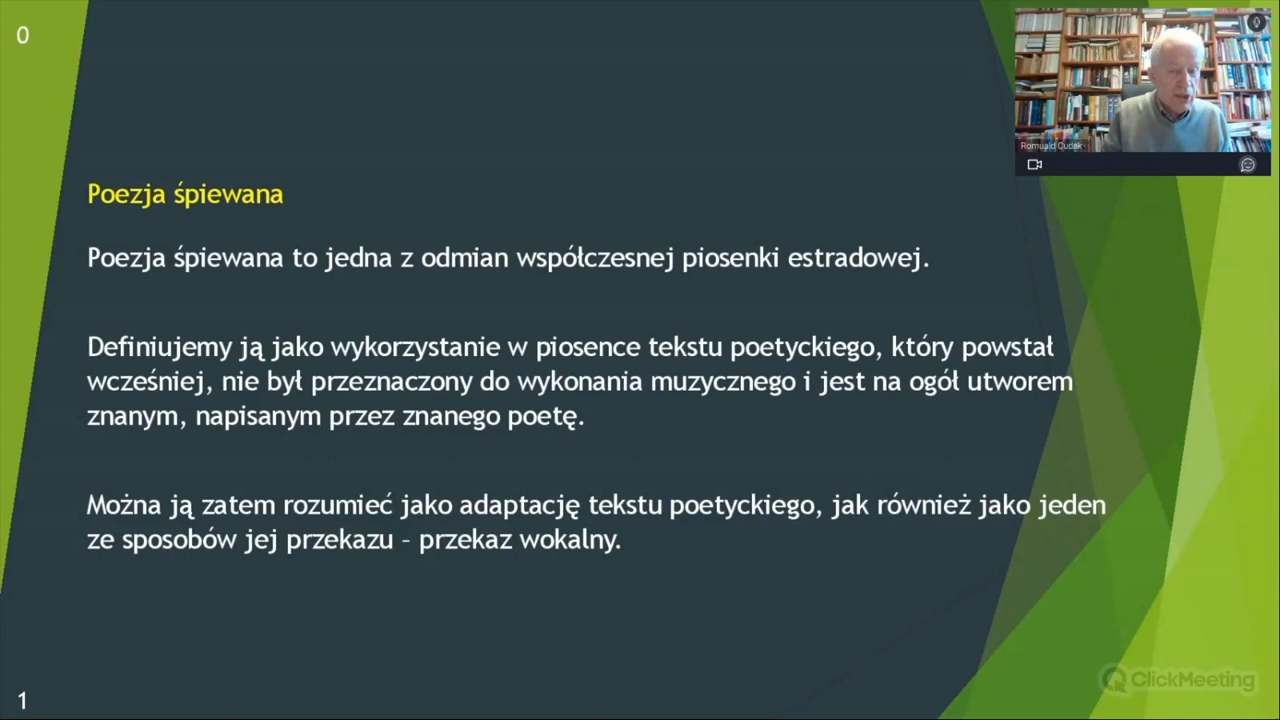 0
Romuald Cudak
Poezja śpiewana
Poezja śpiewana to jedna z odmian współczesnej piosenki estradowej.
Definiujemy ją jako wykorzystanie w piosence tekstu poetyckiego, który powstał
wcześniej, nie był przeznaczony do wykonania muzycznego i jest na ogół utworem
znanym, napisanym przez znanego poetę.
Można ją zatem rozumieć jako adaptację tekstu poetyckiego, jak również jako jeden
ze sposobów jej przekazu – przekaz wokalny.
ClickMeeting
1